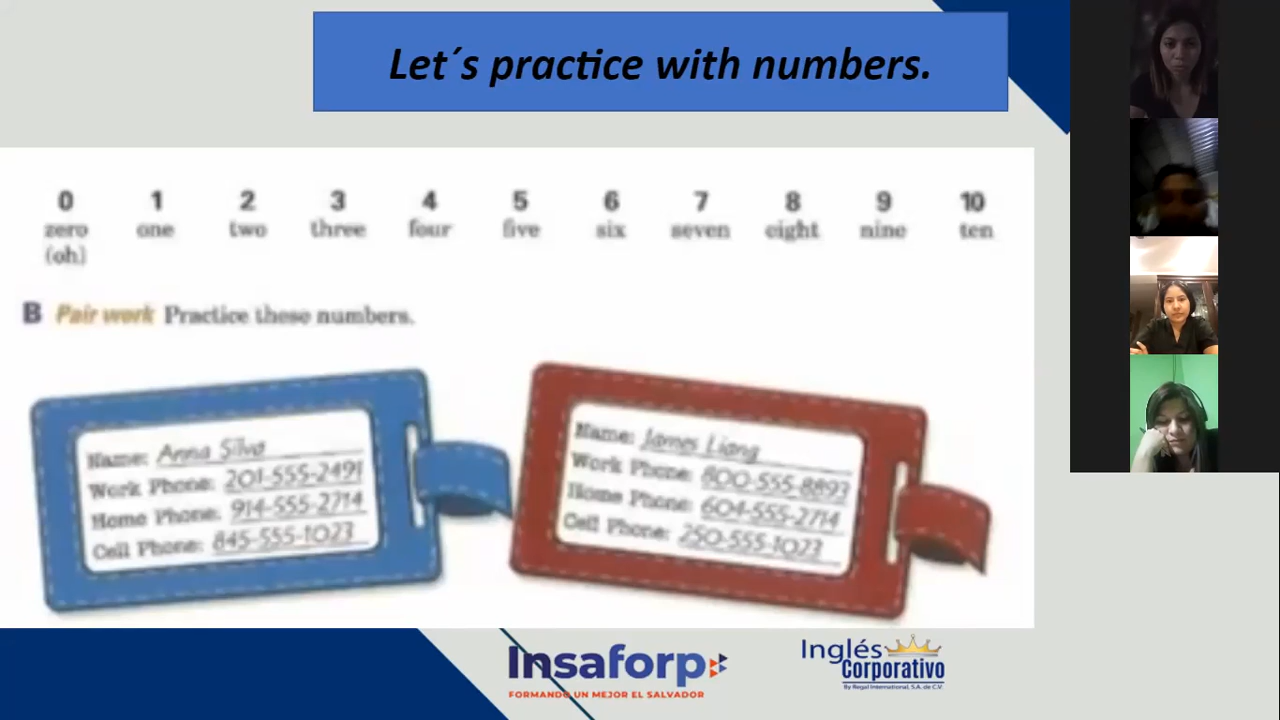 Let´s practice with numbers.
0 1 2 3 4 5 6 7 8 9 10
zero one two three four five six seven eight nine ten
(oh)
B Pair work Practice these numbers.
Name: Anna Silva
Work Phone: 201-555-2491
Home Phone: 914-555-2714
Cell Phone: 845-555-1023
Name: James Liang
Work Phone: 800-555-8893
Home Phone: 604-555-2714
Cell Phone: 250-555-1023
Insaforp
FORMANDO UN MEJOR EL SALVADOR
Inglés
Corporativo
By Regal International, S.A. de C.V.